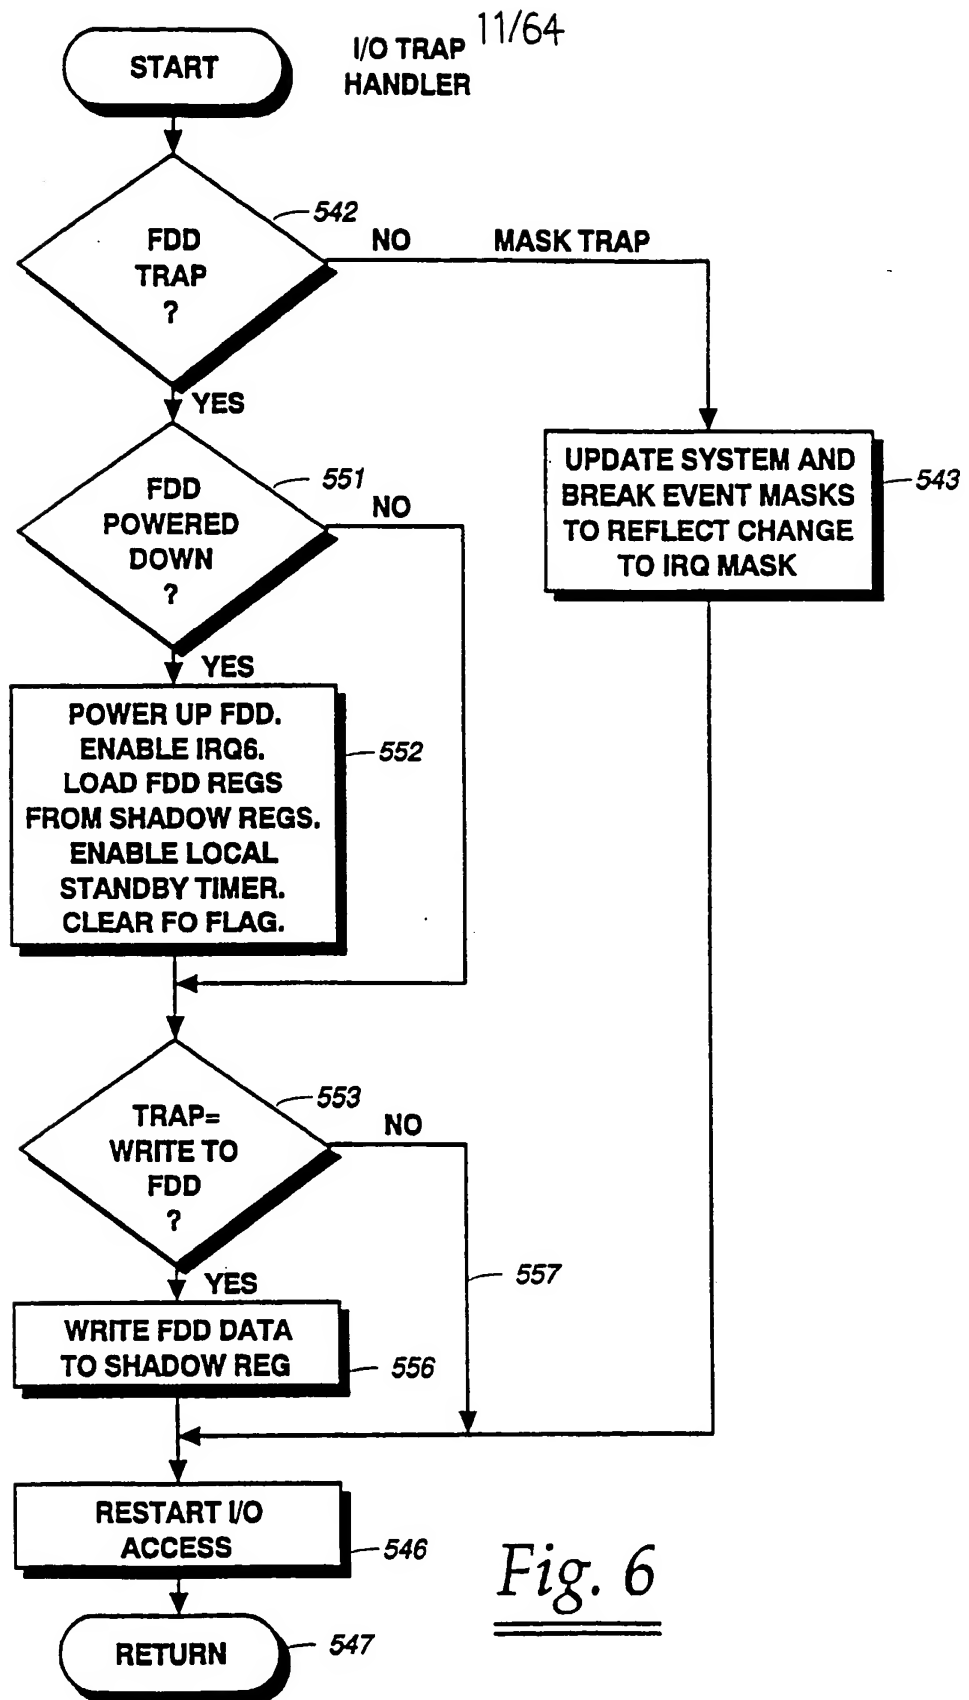 11/64
START
I/O TRAP
HANDLER
542
FDD
TRAP
?
NO
MASK TRAP
YES
551
FDD
POWERED
DOWN
?
NO
UPDATE SYSTEM AND
BREAK EVENT MASKS
TO REFLECT CHANGE
TO IRQ MASK
543
YES
POWER UP FDD.
ENABLE IRQ6.
LOAD FDD REGS
FROM SHADOW REGS.
ENABLE LOCAL
STANDBY TIMER.
CLEAR FO FLAG.
552
553
TRAP=
WRITE TO
FDD
?
NO
557
YES
WRITE FDD DATA
TO SHADOW REG
556
RESTART I/O
ACCESS
546
RETURN
547
Fig. 6